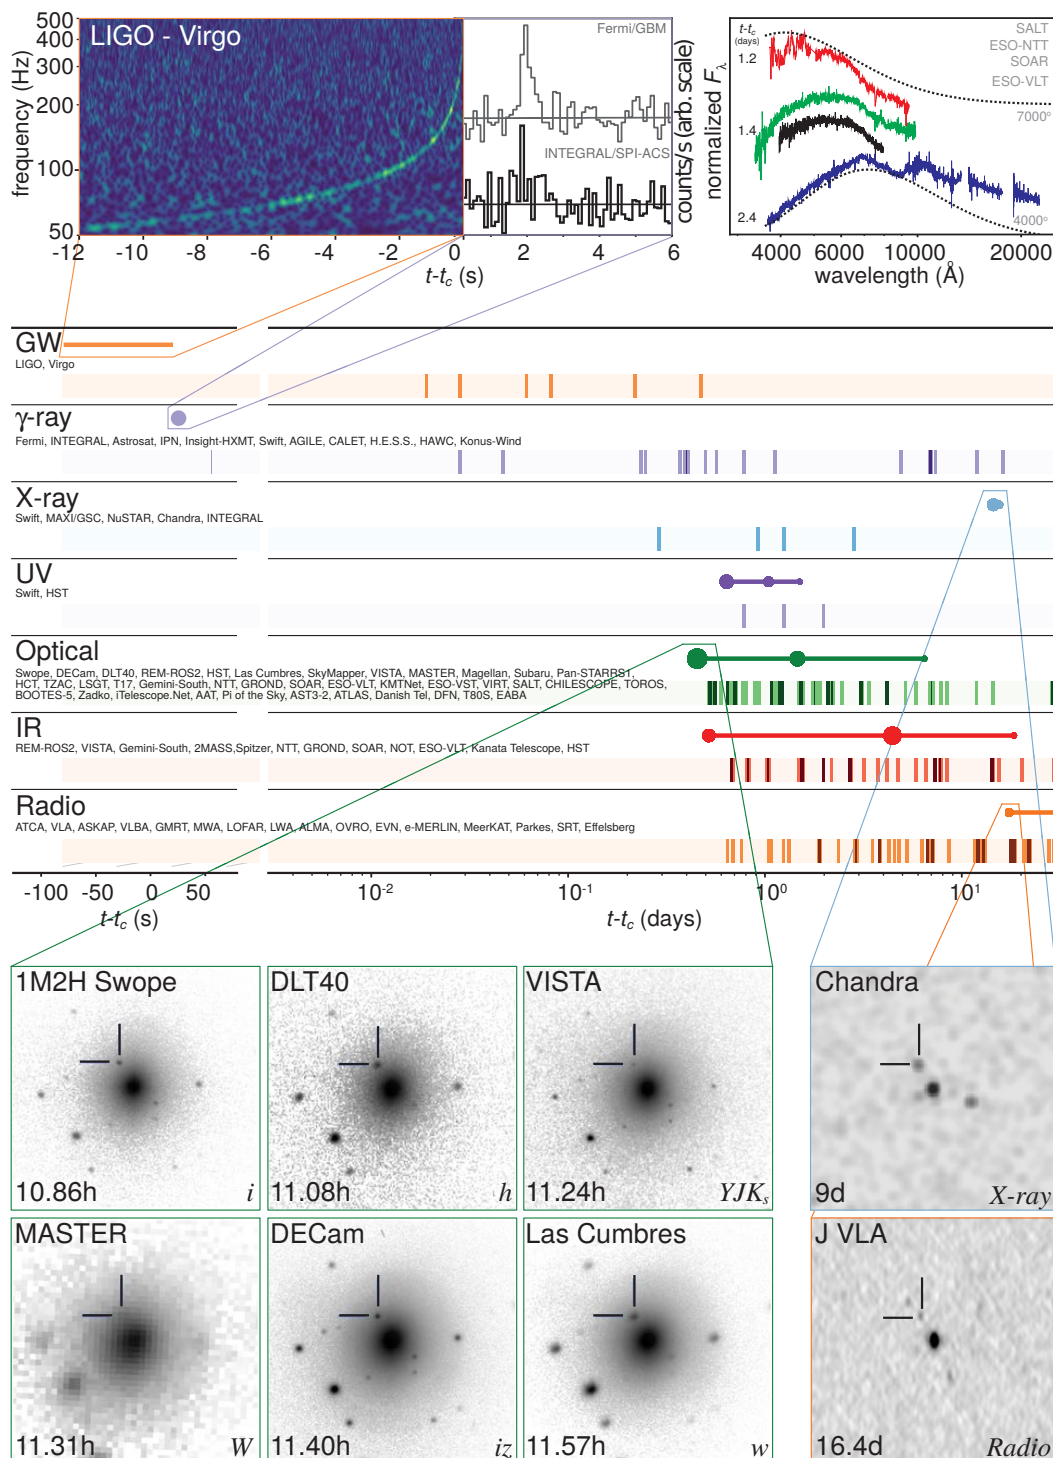 LIGO - Virgo
frequency (Hz)
500
400
300
200
100
50
-12
-10
-8
-6
-4
-2
0
2
4
6
t-tc (s)
Fermi/GBM
INTEGRAL/SPI-ACS
counts/s (arb. scale)
normalized Fλ
t-tc
(days)
1.2
1.4
2.4
SALT
ESO-NTT
SOAR
ESO-VLT
7000°
4000°
4000
6000
10000
20000
wavelength (Å)
GW
LIGO, Virgo
γ-ray
Fermi, INTEGRAL, Astrosat, IPN, Insight-HXMT, Swift, AGILE, CALET, H.E.S.S., HAWC, Konus-Wind
X-ray
Swift, MAXI/GSC, NuSTAR, Chandra, INTEGRAL
UV
Swift, HST
Optical
Swope, DECam, DLT40, REM-ROS2, HST, Las Cumbres, SkyMapper, VISTA, MASTER, Magellan, Subaru, Pan-STARRS1,
HCT, TZAC, LSGT, T17, Gemini-South, NTT, GROND, SOAR, ESO-VLT, KMTNet, ESO-VST, VIRT, SALT, CHILESCOPE, TOROS,
BOOTES-5, Zadko, iTelescope.Net, AAT, Pi of the Sky, AST3-2, ATLAS, Danish Tel, DFN, T80S, EABA
IR
REM-ROS2, VISTA, Gemini-South, 2MASS,Spitzer, NTT, GROND, SOAR, NOT, ESO-VLT, Kanata Telescope, HST
Radio
ATCA, VLA, ASKAP, VLBA, GMRT, MWA, LOFAR, LWA, ALMA, OVRO, EVN, e-MERLIN, MeerKAT, Parkes, SRT, Effelsberg
-100
-50
0
50
10-2
10-1
100
101
t-tc (s)
t-tc (days)
1M2H Swope
10.86h
i
DLT40
11.08h
h
VISTA
11.24h
YJKs
Chandra
9d
X-ray
MASTER
11.31h
W
DECam
11.40h
iz
Las Cumbres
11.57h
w
J VLA
16.4d
Radio